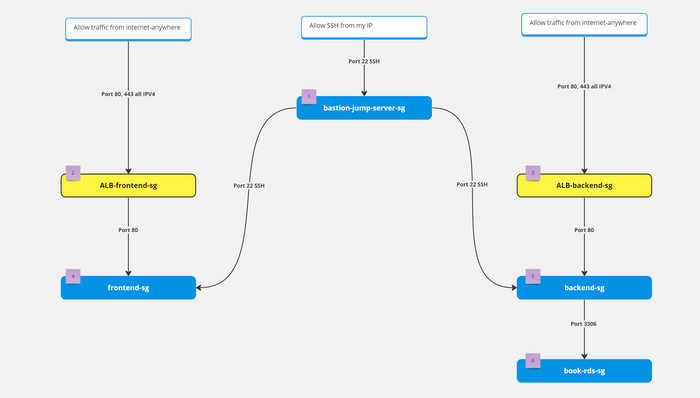 Allow traffic from internet-anywhere
Allow SSH from my IP
Allow traffic from internet-anywhere
Port 22 SSH
Port 80, 443 all IPV4
Port 80, 443 all IPV4
1
bastion-jump-server-sg
2
ALB-frontend-sg
Port 22 SSH
Port 22 SSH
3
ALB-backend-sg
Port 80
Port 80
4
frontend-sg
5
backend-sg
Port 3306
6
book-rds-sg